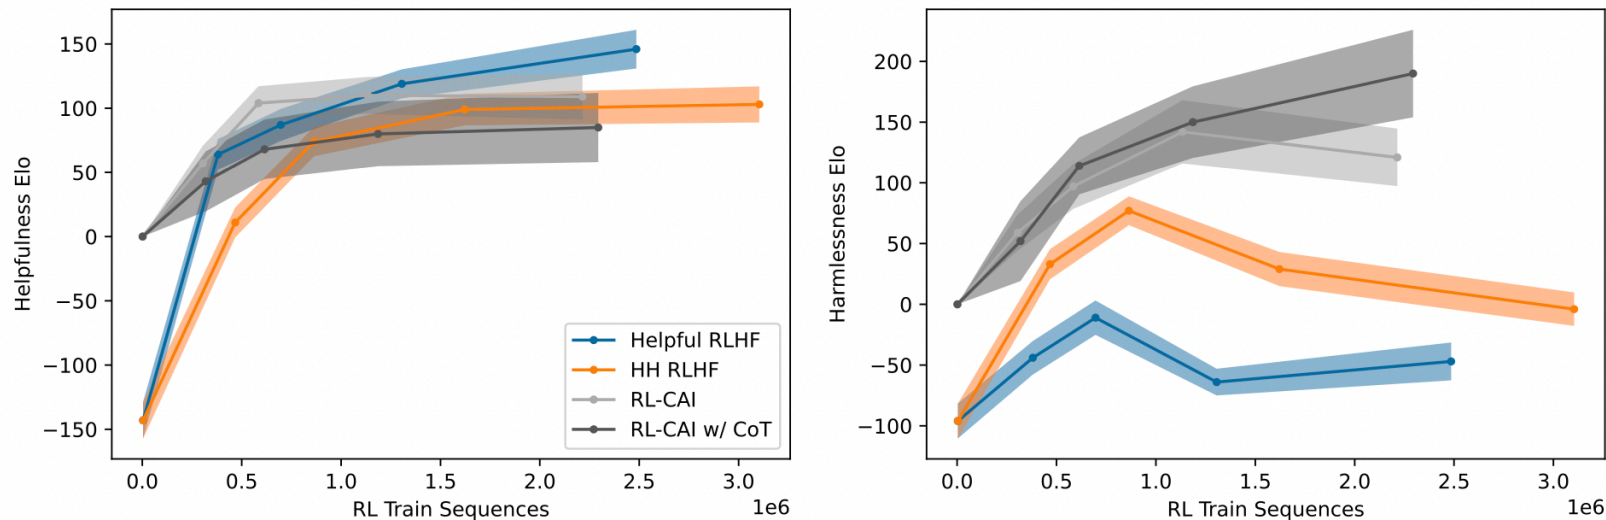 150
100
50
0
−50
−100
−150
Helpfulness Elo
Helpful RLHF
HH RLHF
RL-CAI
RL-CAI w/ CoT
0.0 0.5 1.0 1.5 2.0 2.5 3.0
RL Train Sequences 1e6
200
150
100
50
0
−50
−100
Harmlessness Elo
0.0 0.5 1.0 1.5 2.0 2.5 3.0
RL Train Sequences 1e6